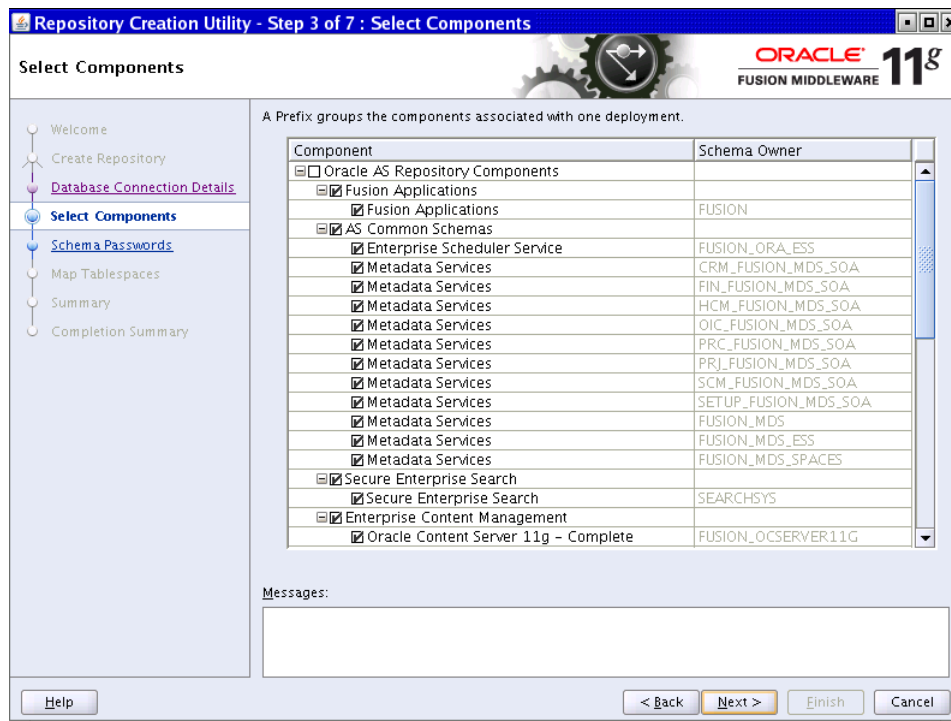 Repository Creation Utility - Step 3 of 7 : Select Components
Select Components
ORACLE
FUSION MIDDLEWARE
11g
Welcome
Create Repository
Database Connection Details
Select Components
Schema Passwords
Map Tablespaces
Summary
Completion Summary
A Prefix groups the components associated with one deployment.
Component Schema Owner
Oracle AS Repository Components
Fusion Applications
Fusion Applications FUSION
AS Common Schemas
Enterprise Scheduler Service FUSION_ORA_ESS
Metadata Services CRM_FUSION_MDS_SOA
Metadata Services FIN_FUSION_MDS_SOA
Metadata Services HCM_FUSION_MDS_SOA
Metadata Services OIC_FUSION_MDS_SOA
Metadata Services PRC_FUSION_MDS_SOA
Metadata Services PRJ_FUSION_MDS_SOA
Metadata Services SCM_FUSION_MDS_SOA
Metadata Services SETUP_FUSION_MDS_SOA
Metadata Services FUSION_MDS
Metadata Services FUSION_MDS_ESS
Metadata Services FUSION_MDS_SPACES
Secure Enterprise Search
Secure Enterprise Search SEARCHSYS
Enterprise Content Management
Oracle Content Server 11g - Complete FUSION_OCSERVER11G
Messages:
Help < Back Next > Finish Cancel